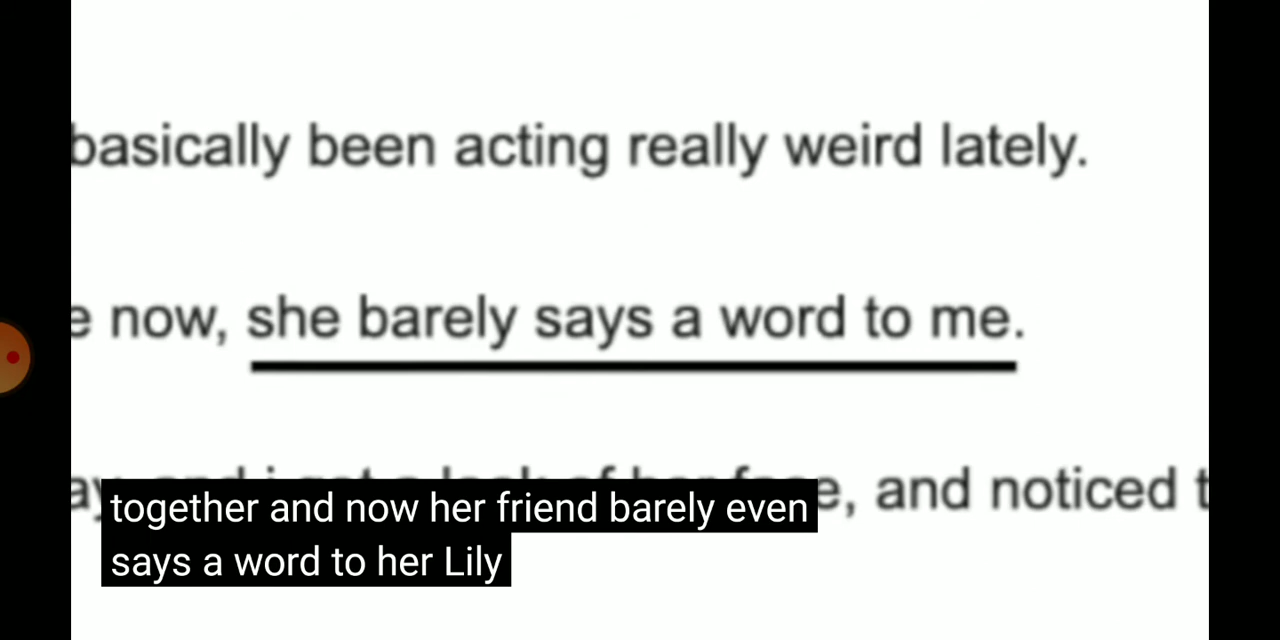 basically been acting really weird lately.
now, she barely says a word to me.
and noticed
together and now her friend barely even
says a word to her Lily